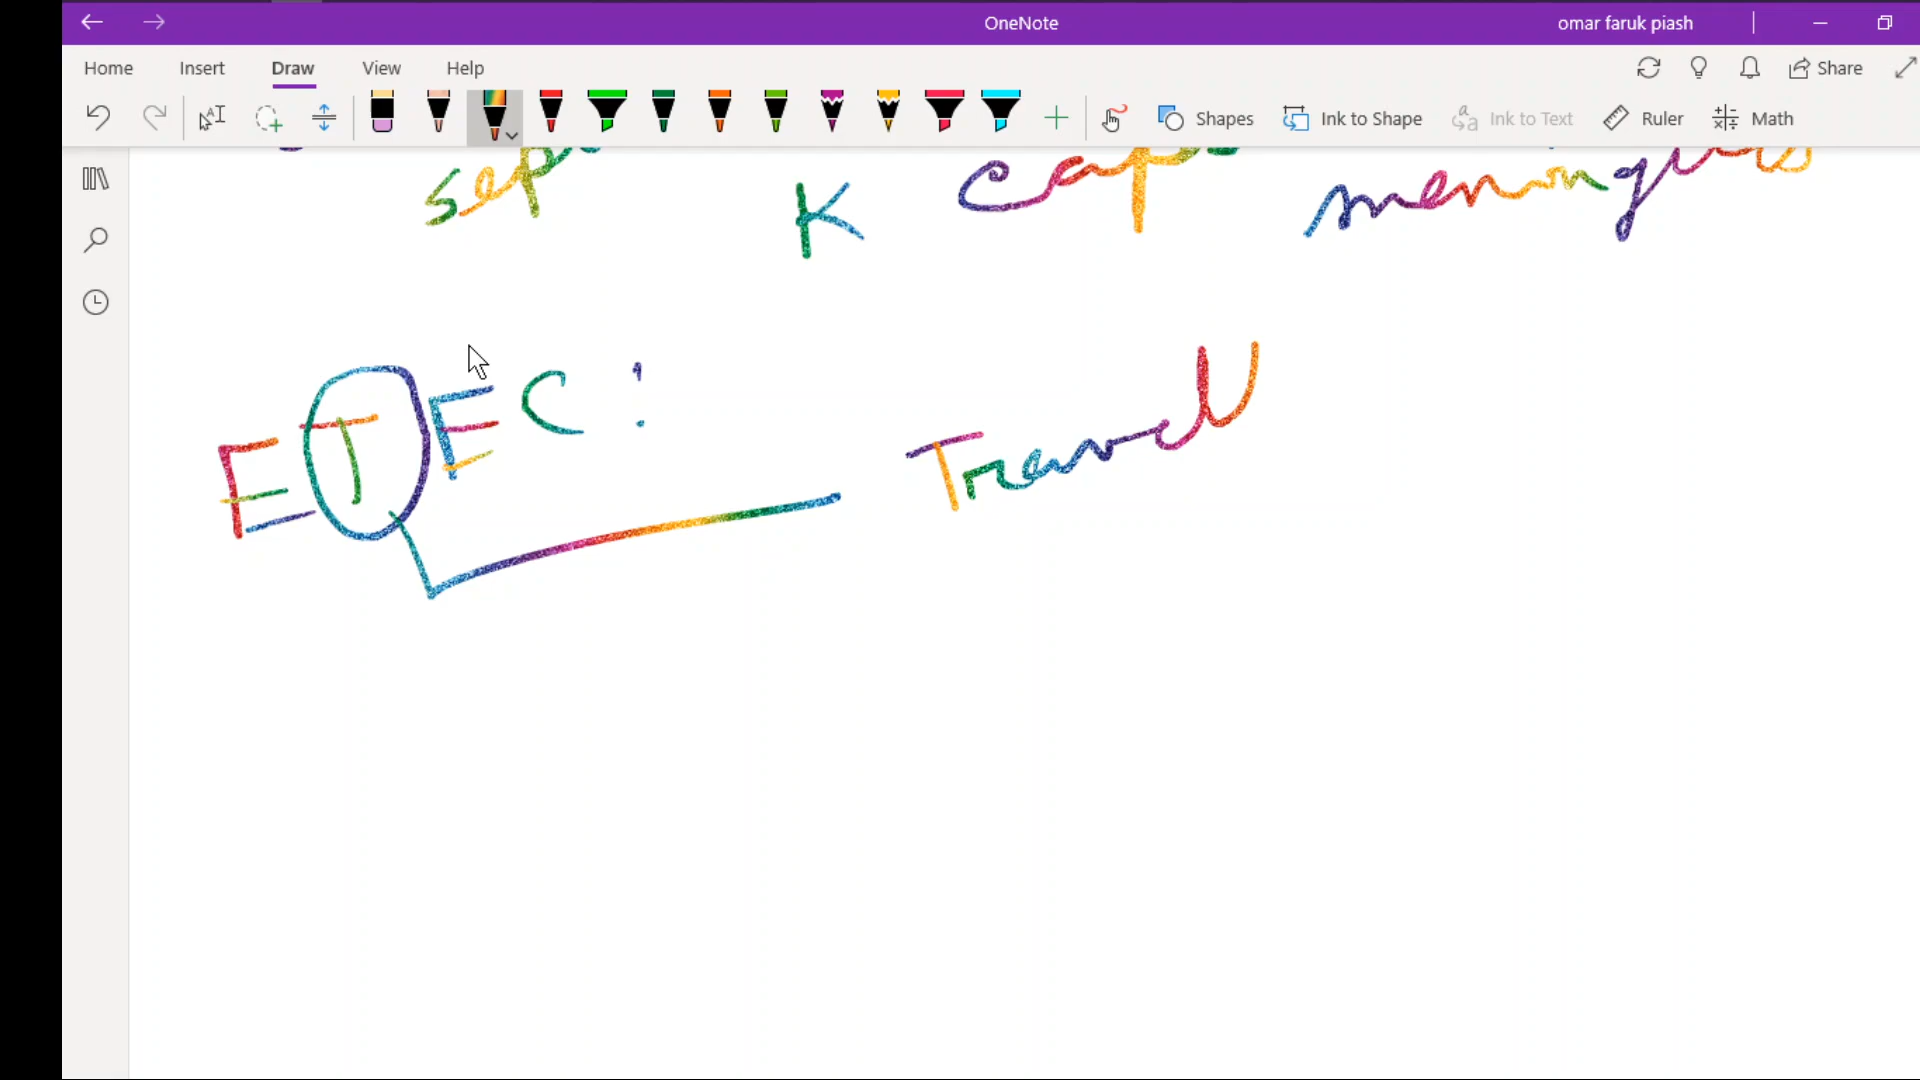 OneNote
omar faruk piash
Home Insert Draw View Help Share
Shapes Ink to Shape Ink to Text Ruler Math
K
ETEC :
Travel